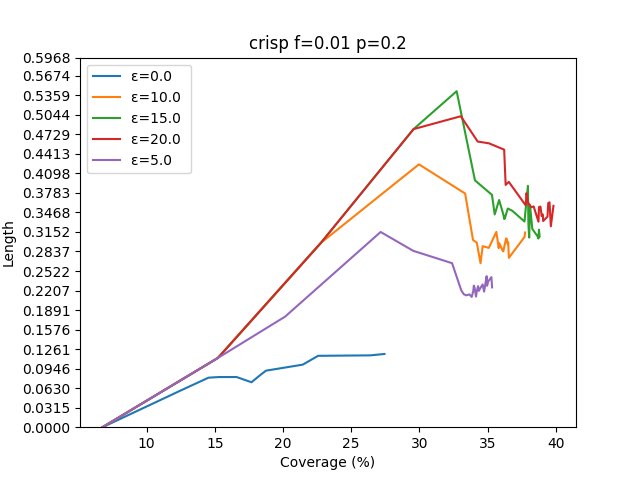 crisp f=0.01 p=0.2
0.5968
0.5674
0.5359
0.5044
0.4729
0.4413
0.4098
0.3783
0.3468
0.3152
0.2837
0.2522
0.2207
0.1891
0.1576
0.1261
0.0946
0.0630
0.0315
0.0000
Length
ε=0.0
ε=10.0
ε=15.0
ε=20.0
ε=5.0
10 15 20 25 30 35 40
Coverage (%)